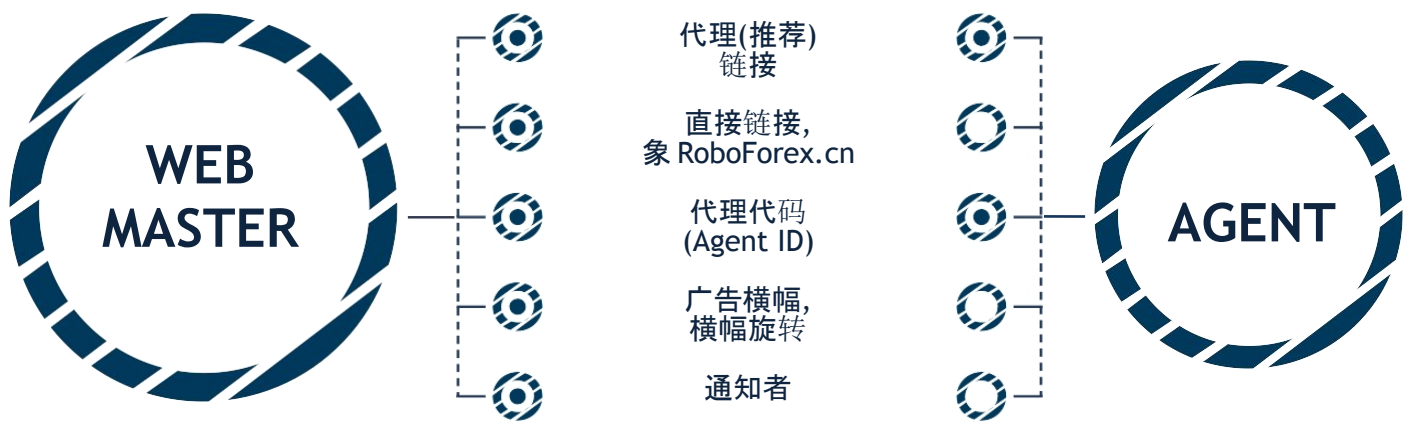 WEB
MASTER
代理(推荐)
链接
直接链接,
象 RoboForex.cn
代理代码
(Agent ID)
广告横幅,
横幅旋转
通知者
AGENT